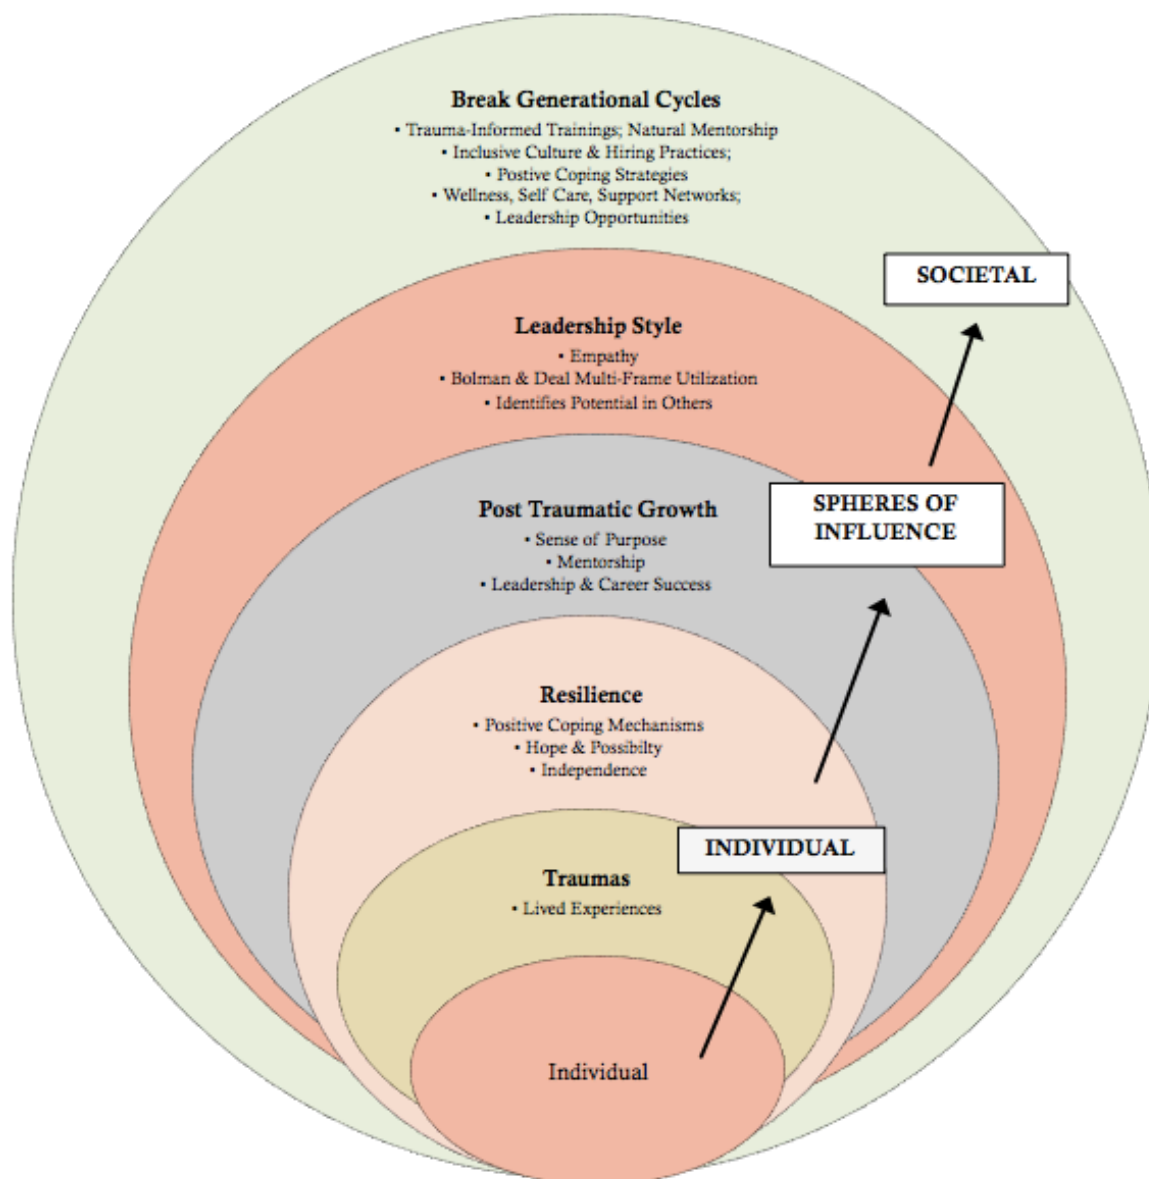 Break Generational Cycles
• Trauma-Informed Trainings; Natural Mentorship
• Inclusive Culture & Hiring Practices;
• Postive Coping Strategies
• Wellness, Self Care, Support Networks;
• Leadership Opportunities
SOCIETAL
Leadership Style
• Empathy
• Bolman & Deal Multi-Frame Utilization
• Identifies Potential in Others
SPHERES OF
INFLUENCE
Post Traumatic Growth
• Sense of Purpose
• Mentorship
• Leadership & Career Success
Resilience
• Positive Coping Mechanisms
• Hope & Possibilty
• Independence
INDIVIDUAL
Traumas
• Lived Experiences
Individual